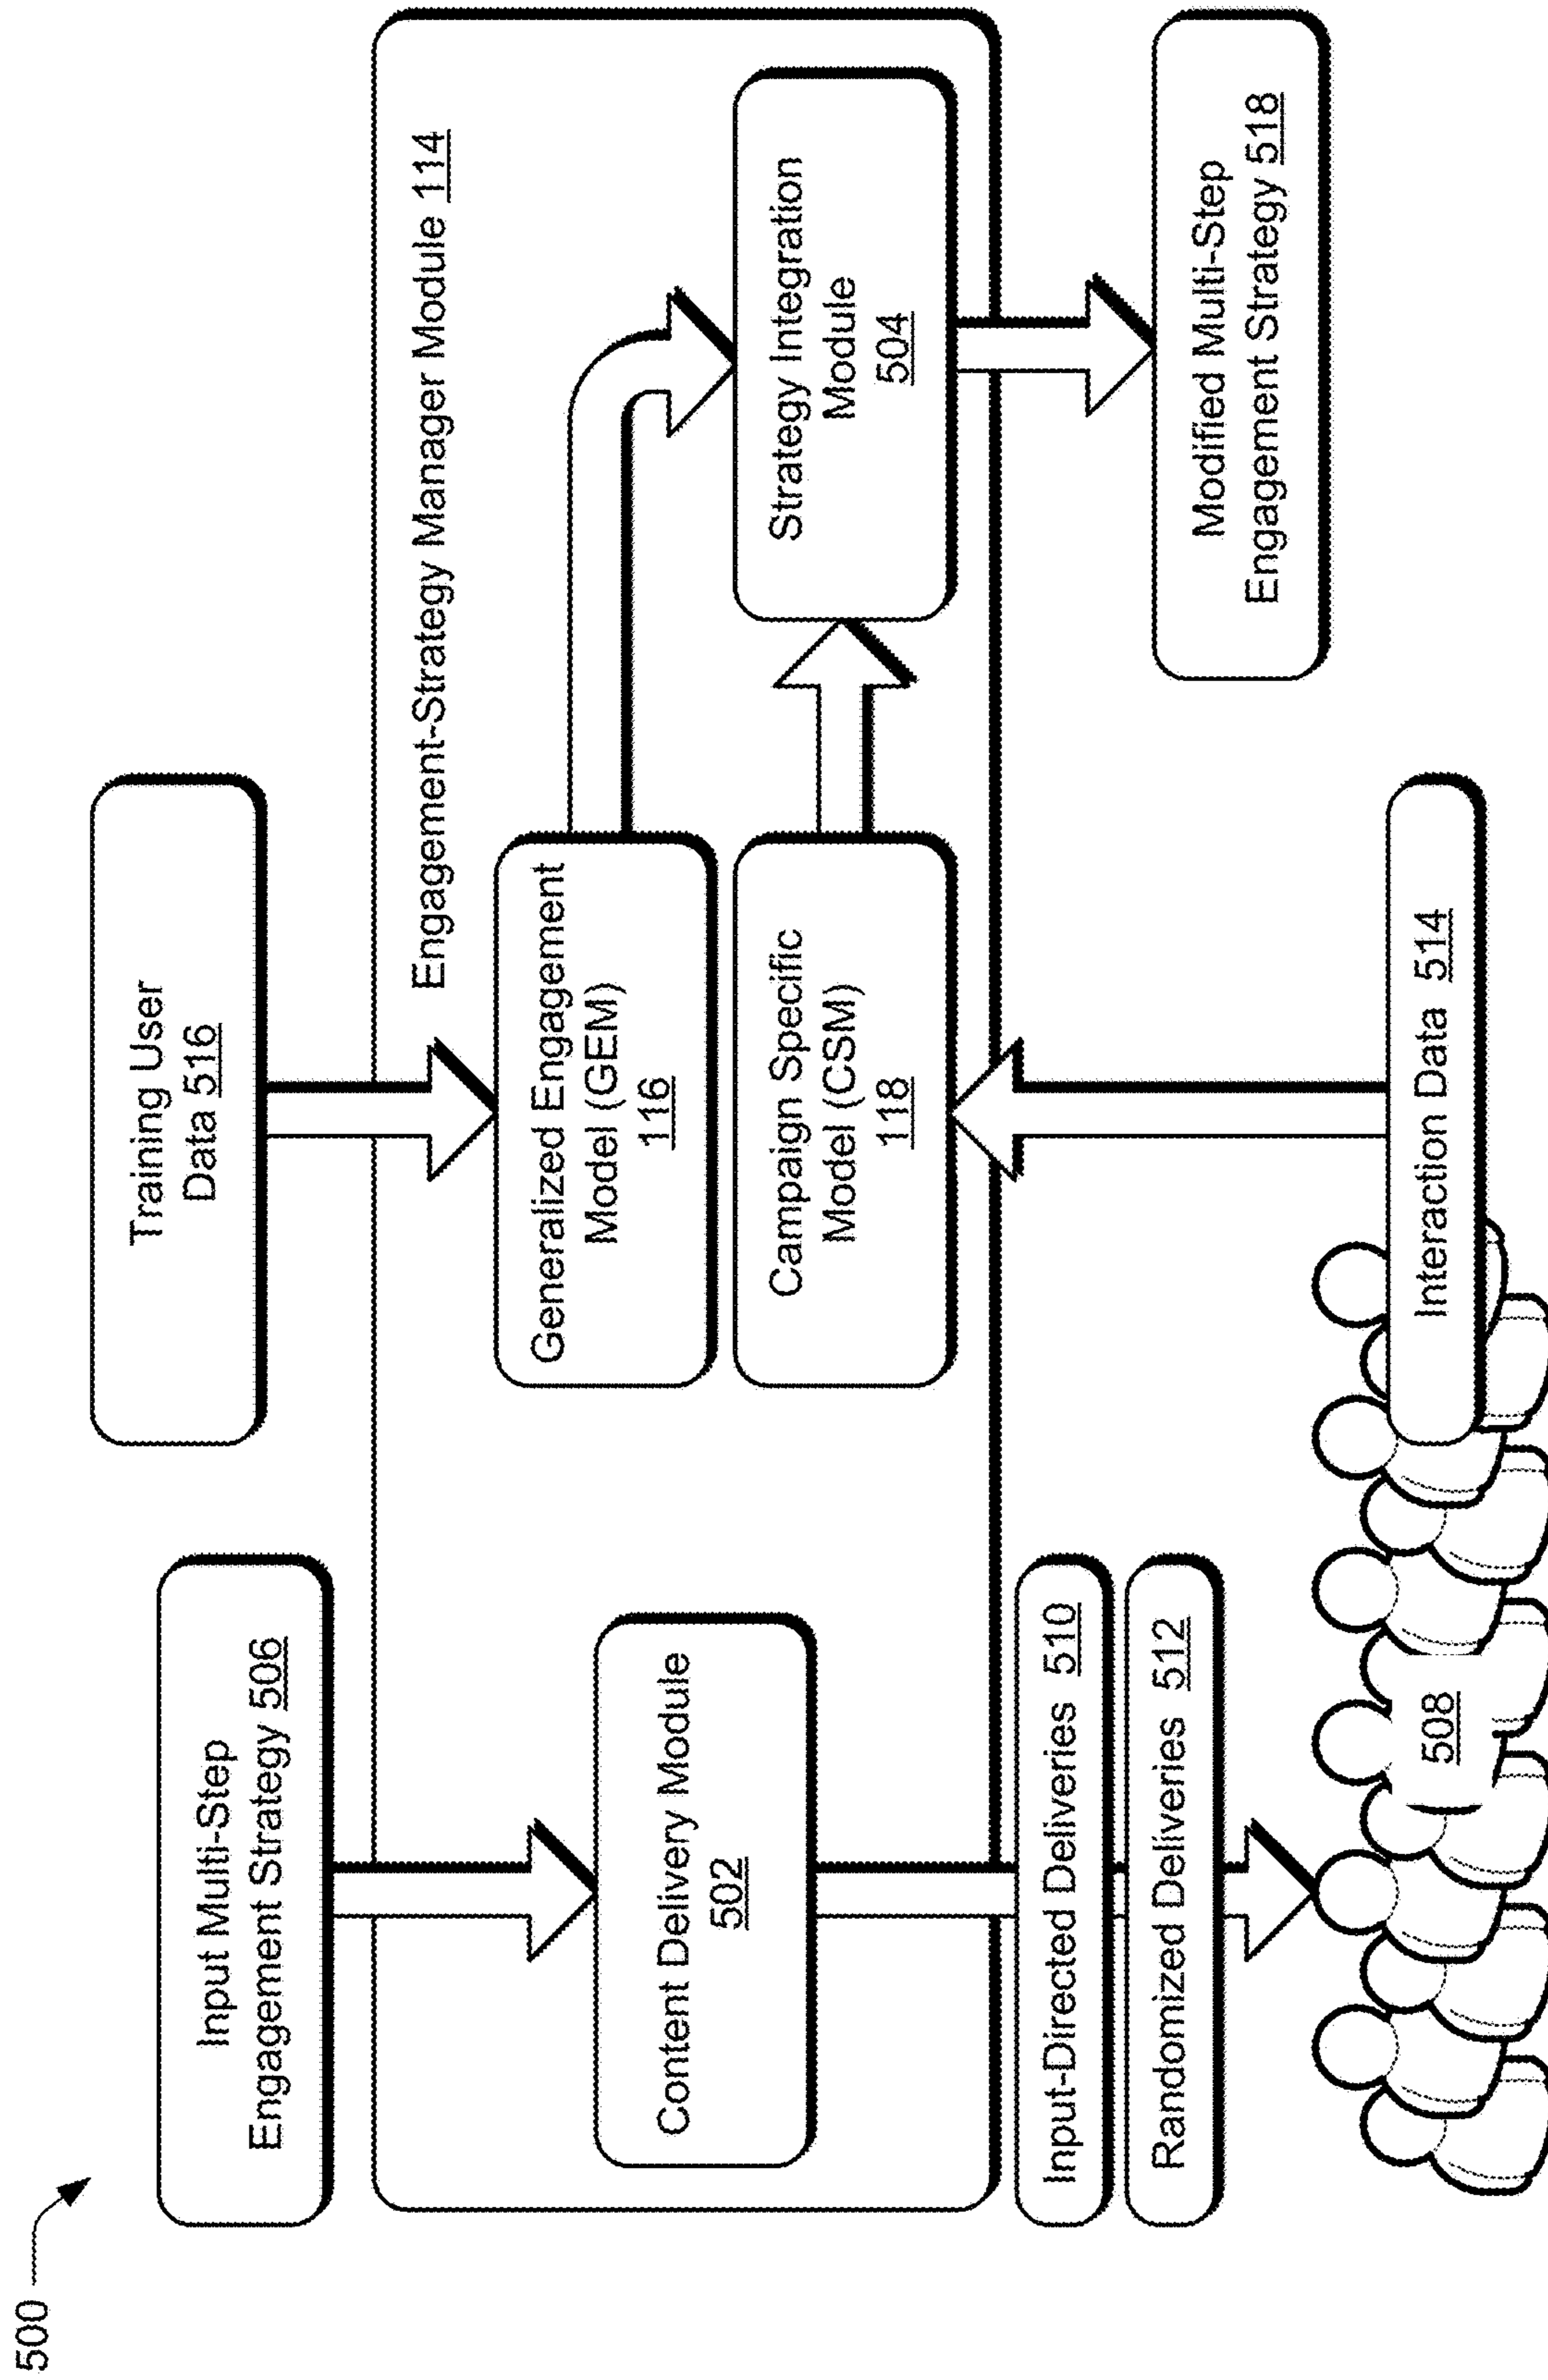 500
Input Multi-Step
Engagement Strategy 506
Training User
Data 516
Engagement-Strategy Manager Module 114
Content Delivery Module
502
Generalized Engagement
Model (GEM)
116
Campaign Specific
Model (CSM)
118
Strategy Integration
Module
504
Input-Directed Deliveries 510
Randomized Deliveries 512
508
Interaction Data 514
Modified Multi-Step
Engagement Strategy 518